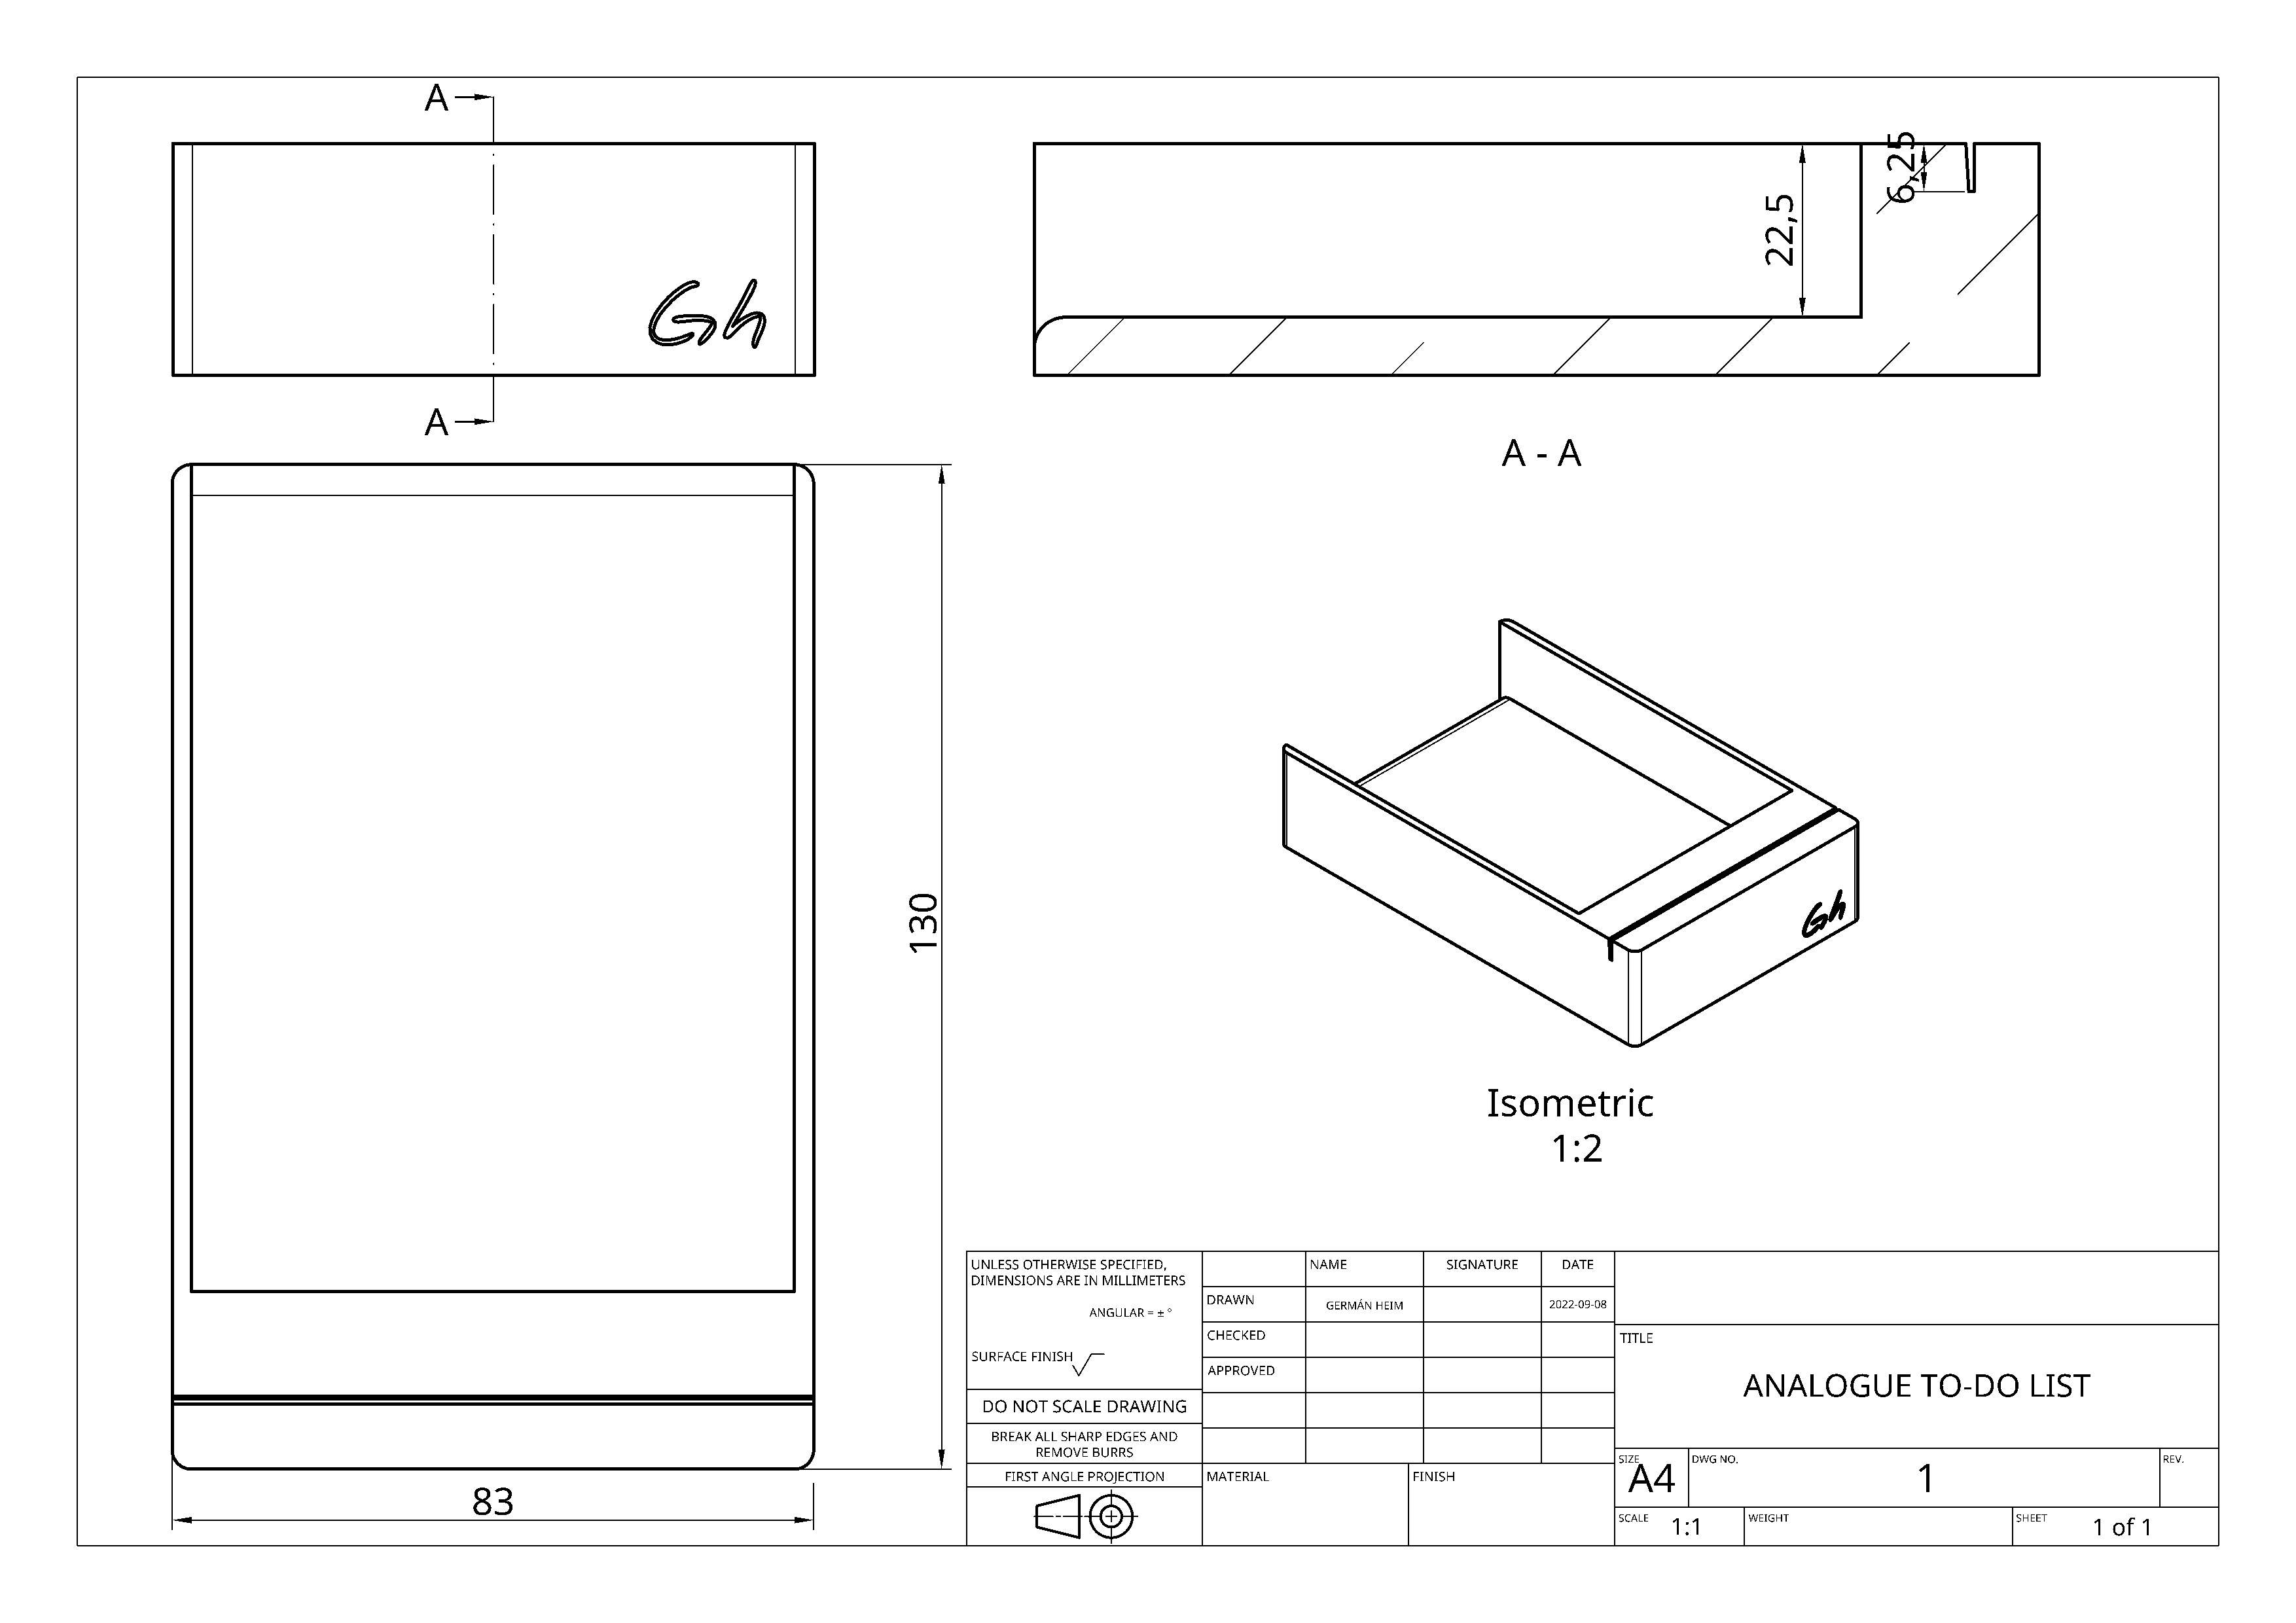 A
A
Gh
22,5
6,25
A - A
130
83
Gh
Isometric
1:2
UNLESS OTHERWISE SPECIFIED,
DIMENSIONS ARE IN MILLIMETERS
ANGULAR = ± °
SURFACE FINISH
DO NOT SCALE DRAWING
BREAK ALL SHARP EDGES AND
REMOVE BURRS
FIRST ANGLE PROJECTION
NAME SIGNATURE DATE
DRAWN GERMÁN HEIM 2022-09-08
CHECKED
APPROVED
MATERIAL FINISH
TITLE
ANALOGUE TO-DO LIST
SIZE A4 DWG NO. 1 REV.
SCALE 1:1 WEIGHT SHEET 1 of 1